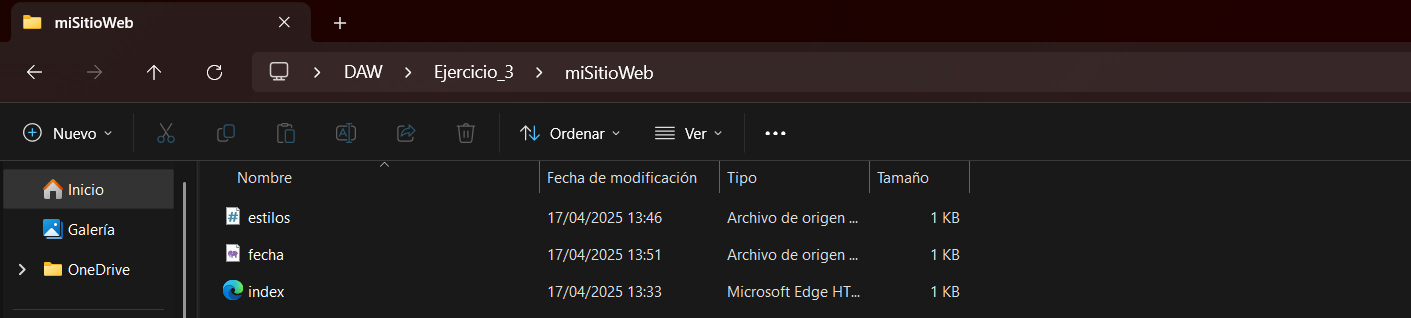 miSitioWeb
DAW Ejercicio_3 miSitioWeb
Nuevo Ordenar Ver
Nombre Fecha de modificación Tipo Tamaño
Inicio
estilos 17/04/2025 13:46 Archivo de origen ... 1 KB
Galería
fecha 17/04/2025 13:51 Archivo de origen ... 1 KB
OneDrive
index 17/04/2025 13:33 Microsoft Edge HT... 1 KB